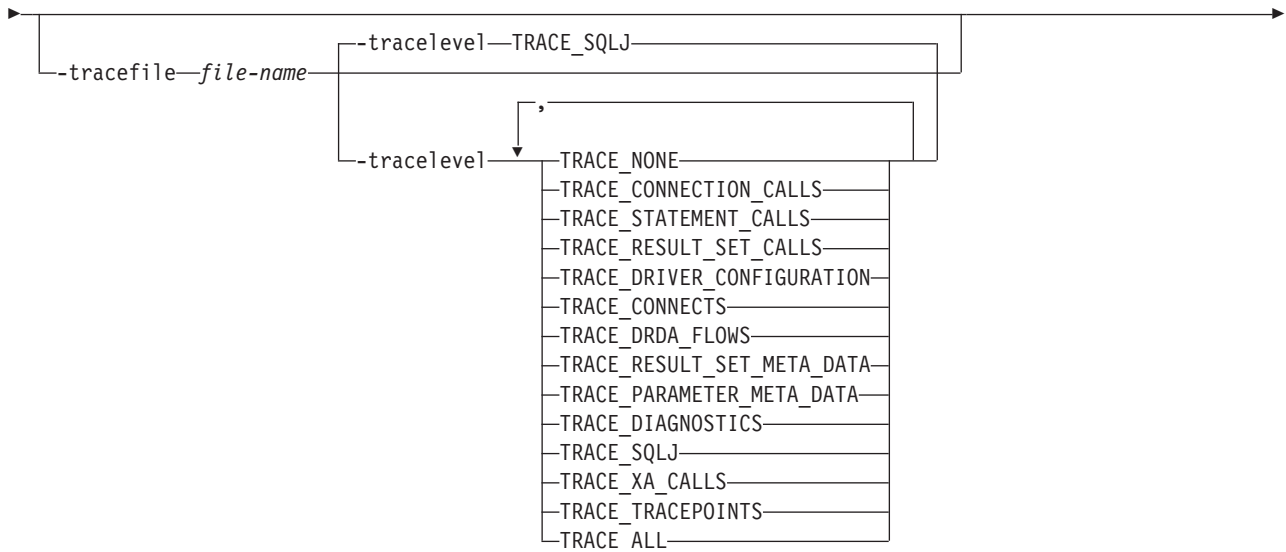 -tracelevel TRACE_SQLJ
-tracefile file-name
,
-tracelevel TRACE_NONE
TRACE_CONNECTION_CALLS
TRACE_STATEMENT_CALLS
TRACE_RESULT_SET_CALLS
TRACE_DRIVER_CONFIGURATION
TRACE_CONNECTS
TRACE_DRDA_FLOWS
TRACE_RESULT_SET_META_DATA
TRACE_PARAMETER_META_DATA
TRACE_DIAGNOSTICS
TRACE_SQLJ
TRACE_XA_CALLS
TRACE_TRACEPOINTS
TRACE_ALL